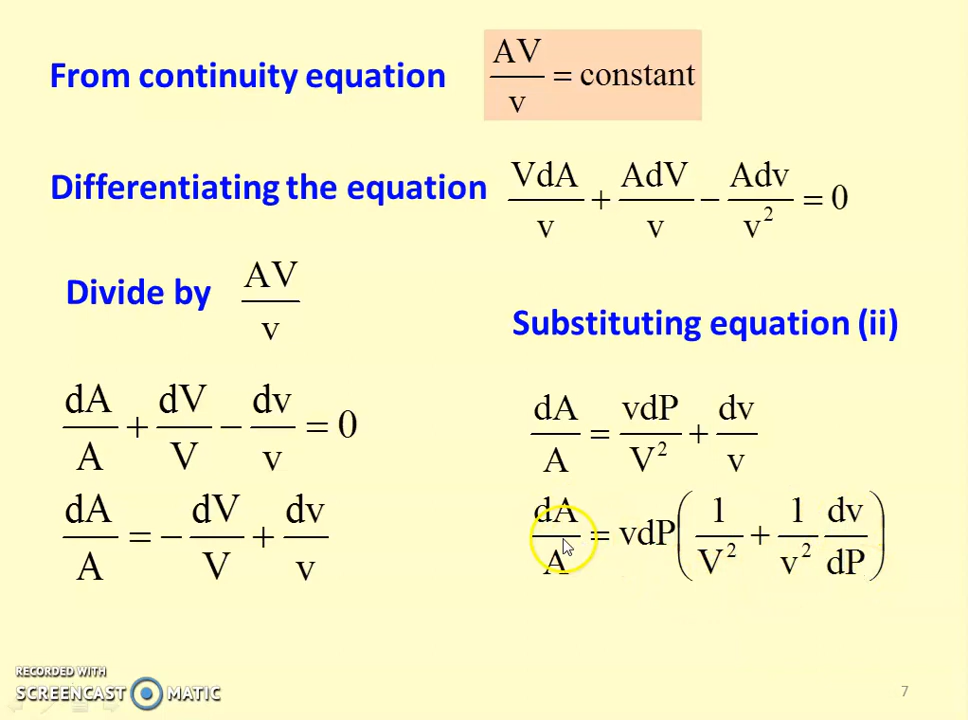 From continuity equation AV/v = constant
Differentiating the equation VdA/v + AdV/v − Adv/v² = 0
Divide by AV/v
dA/A + dV/V − dv/v = 0
dA/A = − dV/V + dv/v
Substituting equation (ii)
dA/A = vdP/V² + dv/v
dA/A = vdP(1/V² + 1/v² dv/dP)
RECORDED WITH
SCREENCAST MATIC
7